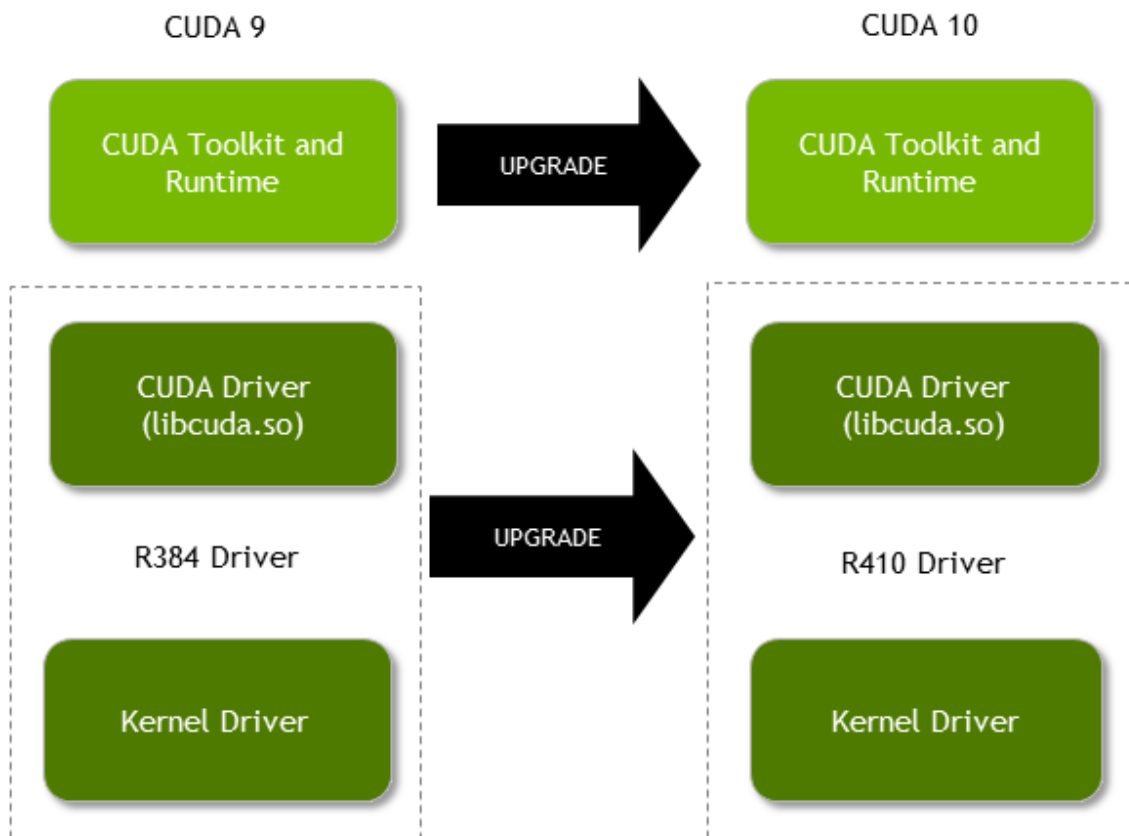 CUDA 9
CUDA 10
CUDA Toolkit and
Runtime
UPGRADE
CUDA Toolkit and
Runtime
CUDA Driver
(libcuda.so)
CUDA Driver
(libcuda.so)
R384 Driver
UPGRADE
R410 Driver
Kernel Driver
Kernel Driver